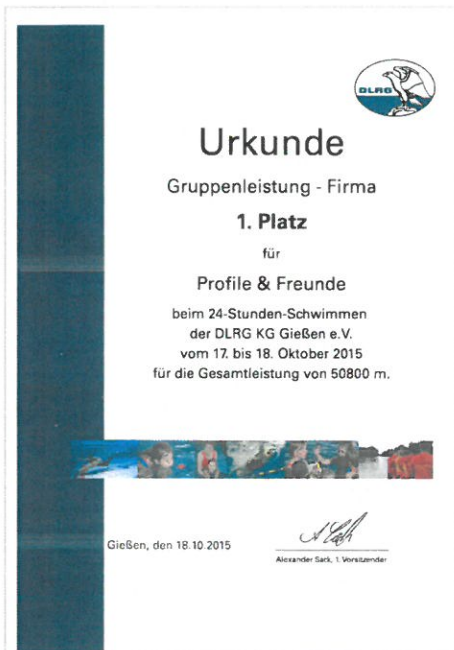 DLRG
Urkunde
Gruppenleistung - Firma
1. Platz
für
Profile & Freunde
beim 24-Stunden-Schwimmen
der DLRG KG Gießen e.V.
vom 17. bis 18. Oktober 2015
für die Gesamtleistung von 50800 m.
Gießen, den 18.10.2015
Alexander Sack, 1. Vorsitzender